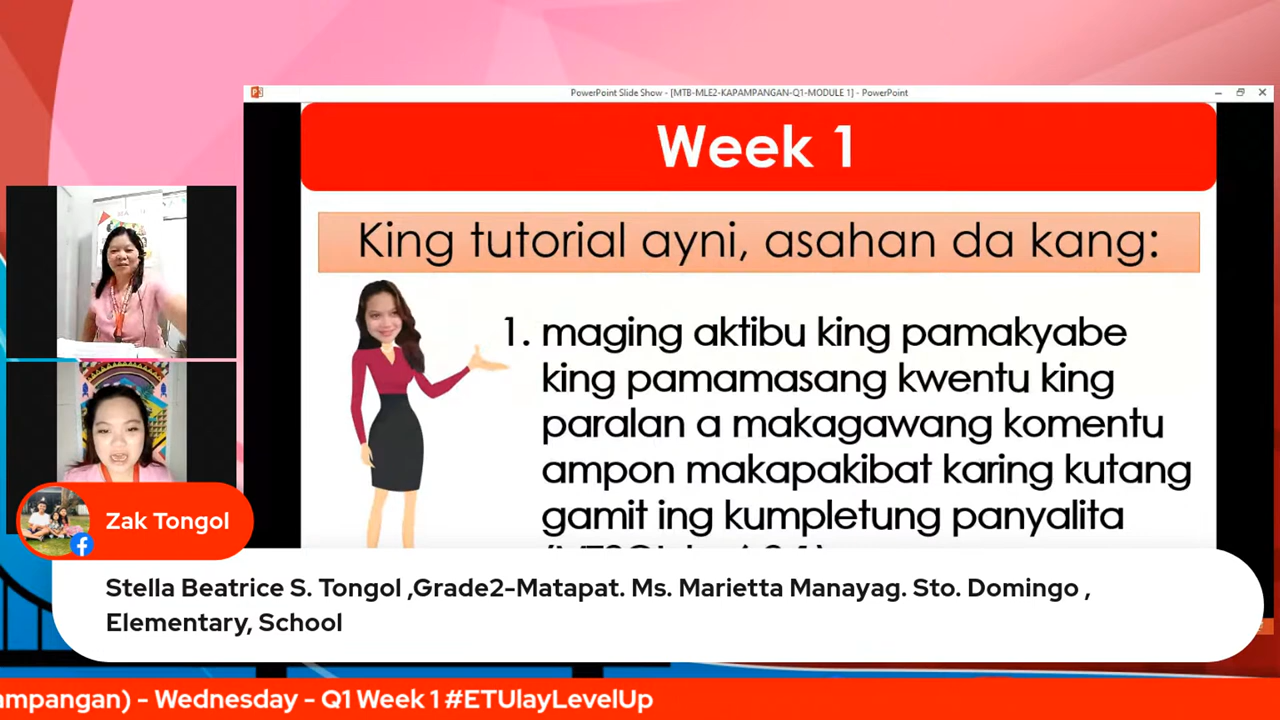 PowerPoint Slide Show - [MTB-MLE2-KAPAMPANGAN-Q1-MODULE 1] - PowerPoint
Week 1
King tutorial ayni, asahan da kang:
1. maging aktibu king pamakyabe
king pamamasang kwentu king
paralan a makagawang komentu
ampon makapakibat karing kutang
gamit ing kumpletung panyalita
Zak Tongol
Stella Beatrice S. Tongol ,Grade2-Matapat. Ms. Marietta Manayag. Sto. Domingo ,
Elementary, School
ampangan) - Wednesday - Q1 Week 1 #ETUlayLevelUp